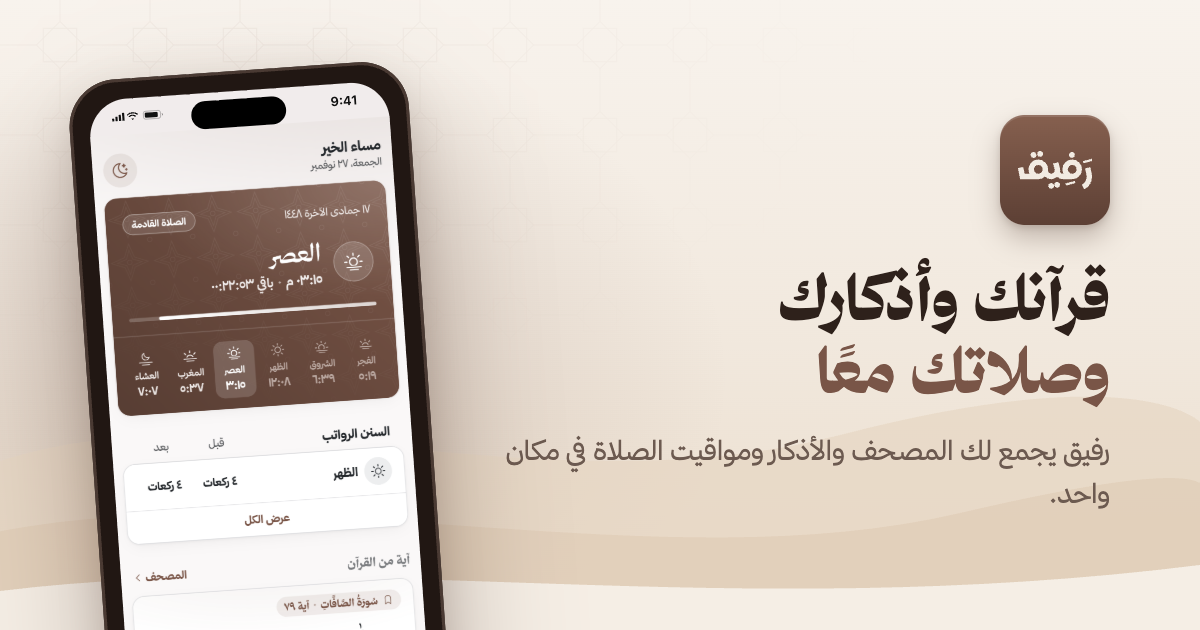 رَفِيق
قرآنك وأذكارك
وصلاتك معًا
رفيق يجمع لك المصحف والأذكار ومواقيت الصلاة في مكان
واحد.
9:41
مساء الخير
الجمعة، ٢٧ نوفمبر
١٧ جمادى الآخرة ١٤٤٨
الصلاة القادمة
العصر
٠٣:١٥ م · باقي ٠٠:٢٢:٥٣
الفجر الشروق الظهر العصر المغرب العشاء
٥:١٩ ٦:٣٩ ١٢:٠٨ ٣:١٥ ٥:٣٧ ٧:٠٧
السنن الرواتب قبل بعد
الظهر ٤ ركعات ٤ ركعات
عرض الكل
آية من القرآن المصحف
سُورَةُ الصَّافَّاتِ · آية ٧٩